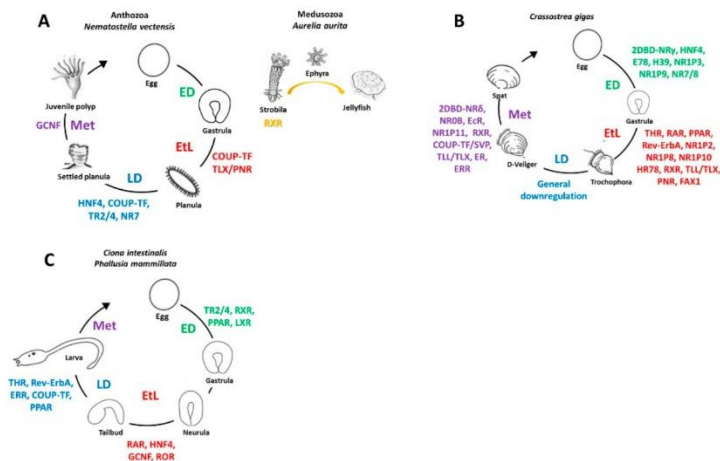 A
Anthozoa
Nematostella vectensis
Medusozoa
Aurelia aurita
Egg
ED
Gastrula
EtL
COUP-TF
TLX/PNR
Planula
LD
HNF4, COUP-TF,
TR2/4, NR7
Settled planula
GCNF
Met
Juvenile polyp
Ephyra
Strobila
RXR
Jellyfish
B
Crassostrea gigas
Egg
2DBD-NRγ, HNF4,
E78, H39, NR1P3,
NR1P9, NR7/8
ED
Gastrula
EtL
THR, RAR, PPAR,
Rev-ErbA, NR1P2,
NR1P8, NR1P10
HR78, RXR, TLL/TLX,
PNR, FAX1
Trochophora
LD
General
downregulation
D-Veliger
Met
2DBD-NRδ,
NR0B, EcR,
NR1P11, RXR,
COUP-TF/SVP,
TLL/TLX, ER,
ERR
Spat
C
Ciona intestinalis
Phallusia mammillata
Egg
TR2/4, RXR,
PPAR, LXR
ED
Gastrula
EtL
Neurula
RAR, HNF4,
GCNF, ROR
Tailbud
LD
THR, Rev-ErbA,
ERR, COUP-TF,
PPAR
Larva
Met